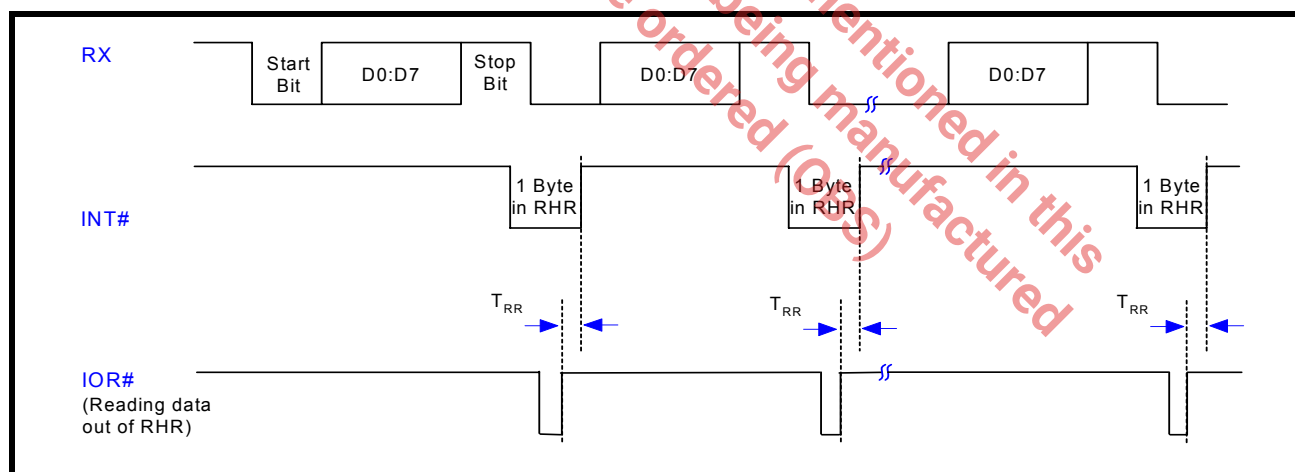 RX
Start
Bit
D0:D7
Stop
Bit
D0:D7
D0:D7
INT#
1 Byte
in RHR
1 Byte
in RHR
1 Byte
in RHR
TRR
TRR
TRR
IOR#
(Reading data
out of RHR)
mentioned in this
being manufactured
ordered (OBS)